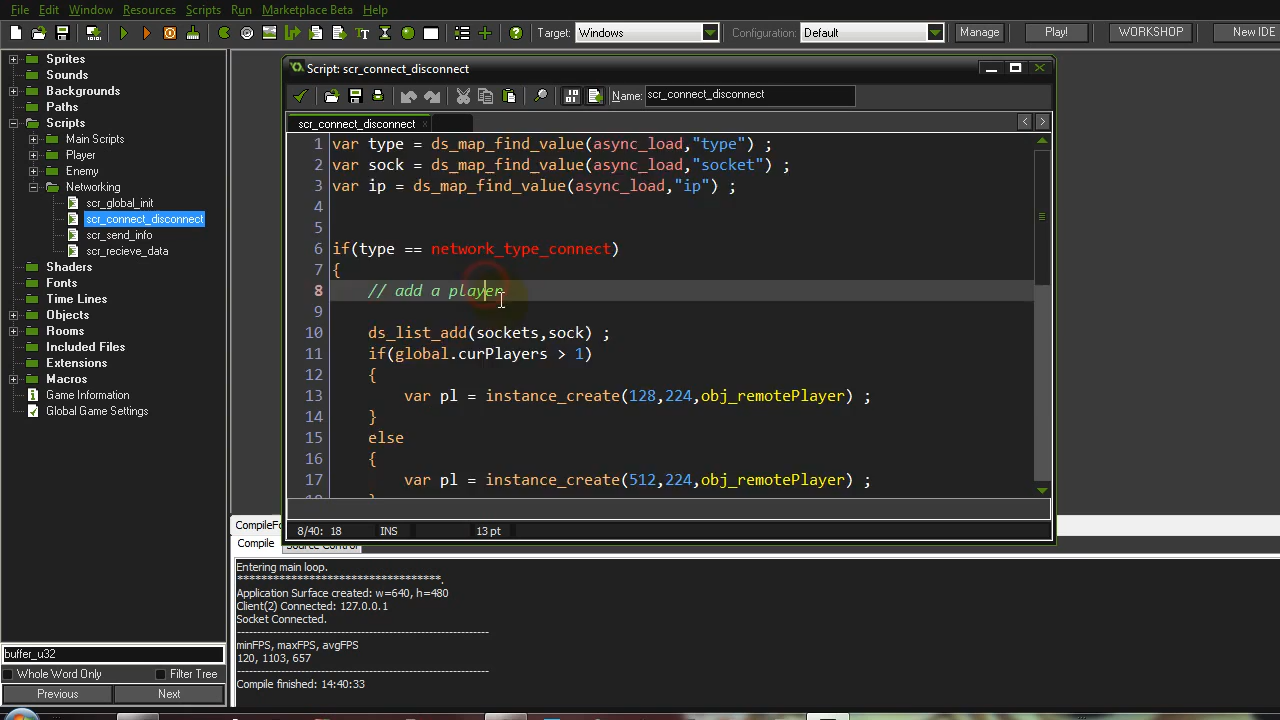 File Edit Window Resources Scripts Run Marketplace Beta Help
Target: Windows Configuration: Default Manage Play! WORKSHOP New IDE
Sprites
Sounds
Backgrounds
Paths
Scripts
Main Scripts
Player
Enemy
Networking
scr_global_init
scr_connect_disconnect
scr_send_info
scr_recieve_data
Shaders
Fonts
Time Lines
Objects
Rooms
Included Files
Extensions
Macros
Game Information
Global Game Settings
buffer_u32
Whole Word Only Filter Tree
Previous Next
Script: scr_connect_disconnect
Name: scr_connect_disconnect
scr_connect_disconnect
1 var type = ds_map_find_value(async_load,"type") ;
2 var sock = ds_map_find_value(async_load,"socket") ;
3 var ip = ds_map_find_value(async_load,"ip") ;
4
5
6 if(type == network_type_connect)
7 {
8 // add a player
9
10 ds_list_add(sockets,sock) ;
11 if(global.curPlayers > 1)
12 {
13 var pl = instance_create(128,224,obj_remotePlayer) ;
14 }
15 else
16 {
17 var pl = instance_create(512,224,obj_remotePlayer) ;
18 }
8/40: 18 INS 13 pt
Compile Source Control
Entering main loop.
**********************************.
Application Surface created: w=640, h=480
Client(2) Connected: 127.0.0.1
Socket Connected.
minFPS, maxFPS, avgFPS
120, 1103, 657
Compile finished: 14:40:33